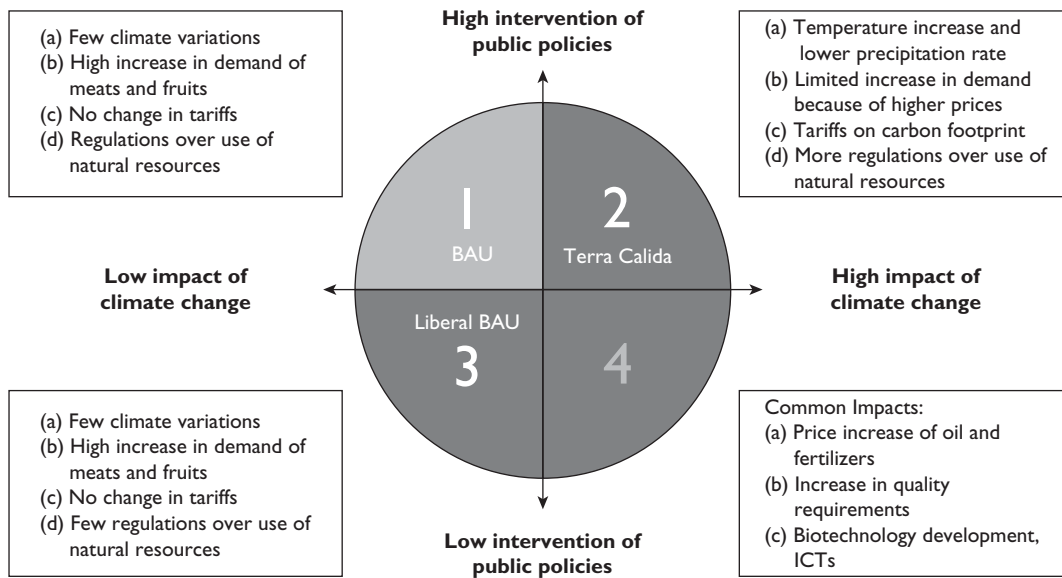 (a) Few climate variations
(b) High increase in demand of
meats and fruits
(c) No change in tariffs
(d) Regulations over use of
natural resources
High intervention of
public policies
(a) Temperature increase and
lower precipitation rate
(b) Limited increase in demand
because of higher prices
(c) Tariffs on carbon footprint
(d) More regulations over use of
natural resources
1
BAU
2
Terra Calida
Low impact of
climate change
High impact of
climate change
Liberal BAU
3
4
(a) Few climate variations
(b) High increase in demand of
meats and fruits
(c) No change in tariffs
(d) Few regulations over use of
natural resources
Low intervention of
public policies
Common Impacts:
(a) Price increase of oil and
fertilizers
(b) Increase in quality
requirements
(c) Biotechnology development,
ICTs